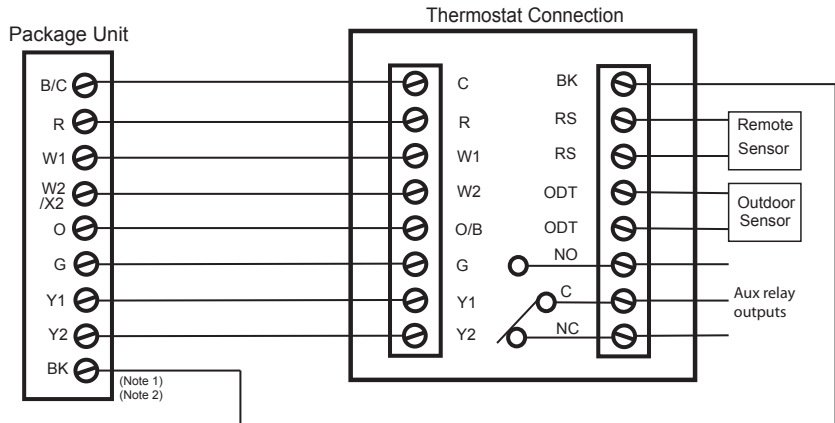 Thermostat Connection
Package Unit
B/C
R
W1
W2
/X2
O
G
Y1
Y2
BK
(Note 1)
(Note 2)
C
R
W1
W2
O/B
G
Y1
Y2
BK
RS
RS
ODT
ODT
NO
C
NC
Remote
Sensor
Outdoor
Sensor
Aux relay
outputs